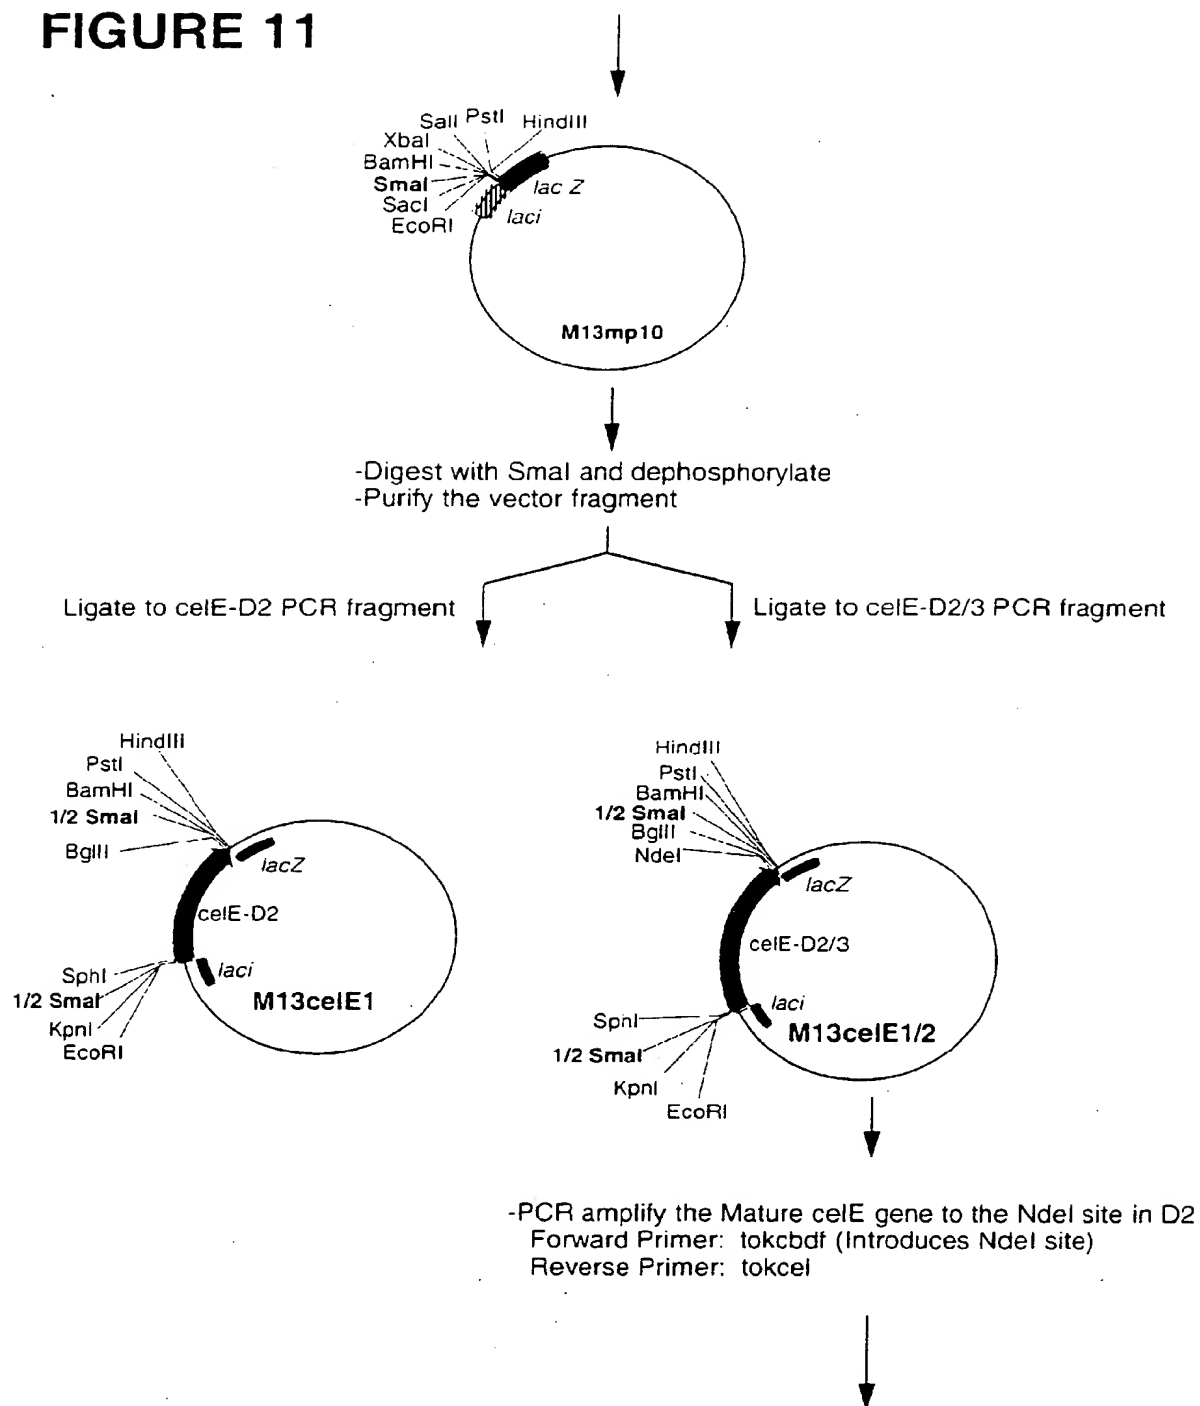 FIGURE 11
SalI PstI HindIII
XbaI
BamHI
SmaI
SacI
EcoRI
lac Z
laci
M13mp10
-Digest with SmaI and dephosphorylate
-Purify the vector fragment
Ligate to celE-D2 PCR fragment
Ligate to celE-D2/3 PCR fragment
HindIII
PstI
BamHI
1/2 SmaI
BglII
lacZ
celE-D2
laci
SphI
1/2 SmaI
KpnI
EcoRI
M13celE1
HindIII
PstI
BamHI
1/2 SmaI
BglII
NdeI
lacZ
celE-D2/3
laci
SphI
1/2 SmaI
KpnI
EcoRI
M13celE1/2
-PCR amplify the Mature celE gene to the NdeI site in D2
Forward Primer: tokcbdf (Introduces NdeI site)
Reverse Primer: tokcel